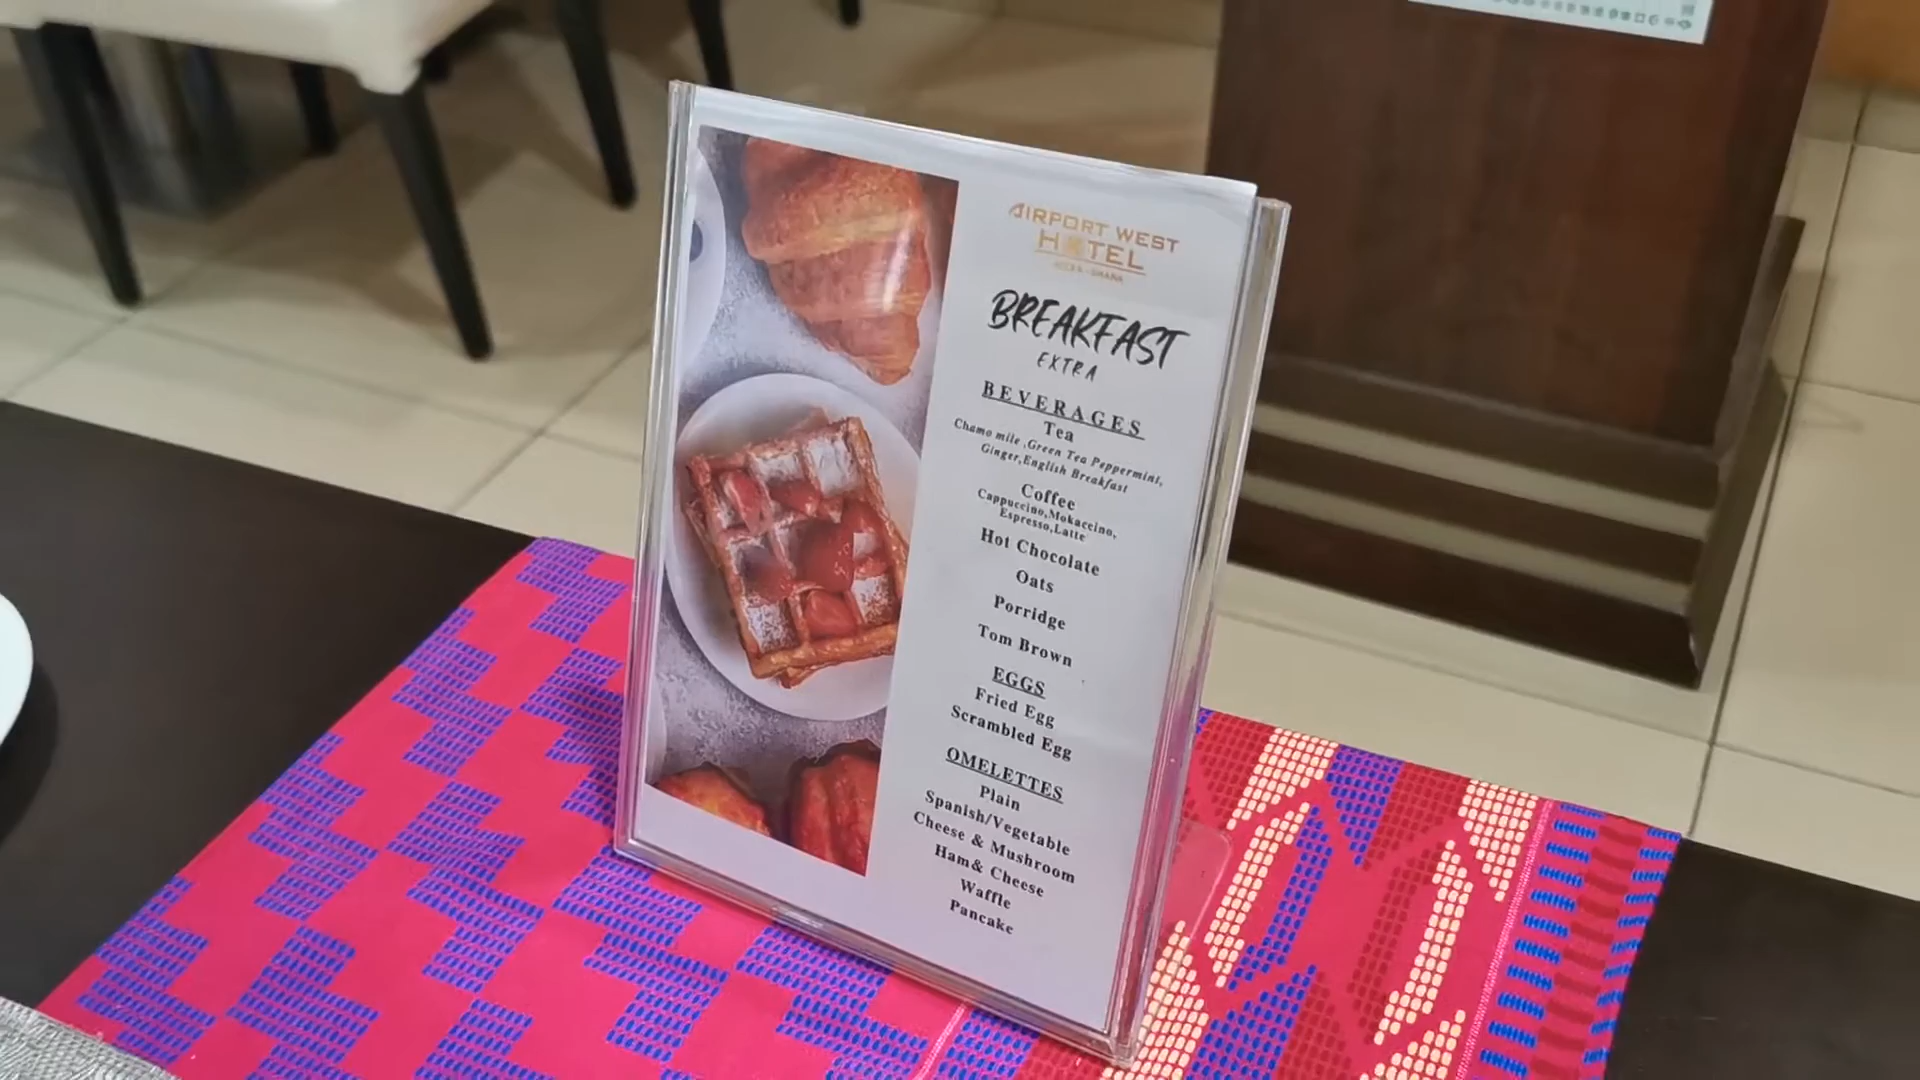 AIRPORT WEST
HOTEL
ACCRA - GHANA
BREAKFAST
EXTRA
BEVERAGES
Tea
Chamo mile ,Green Tea Peppermint,
Ginger,English Breakfast
Coffee
Cappuccino,Mokaccino,
Espresso,Latte
Hot Chocolate
Oats
Porridge
Tom Brown
EGGS
Fried Egg
Scrambled Egg
OMELETTES
Plain
Spanish/Vegetable
Cheese & Mushroom
Ham& Cheese
Waffle
Pancake